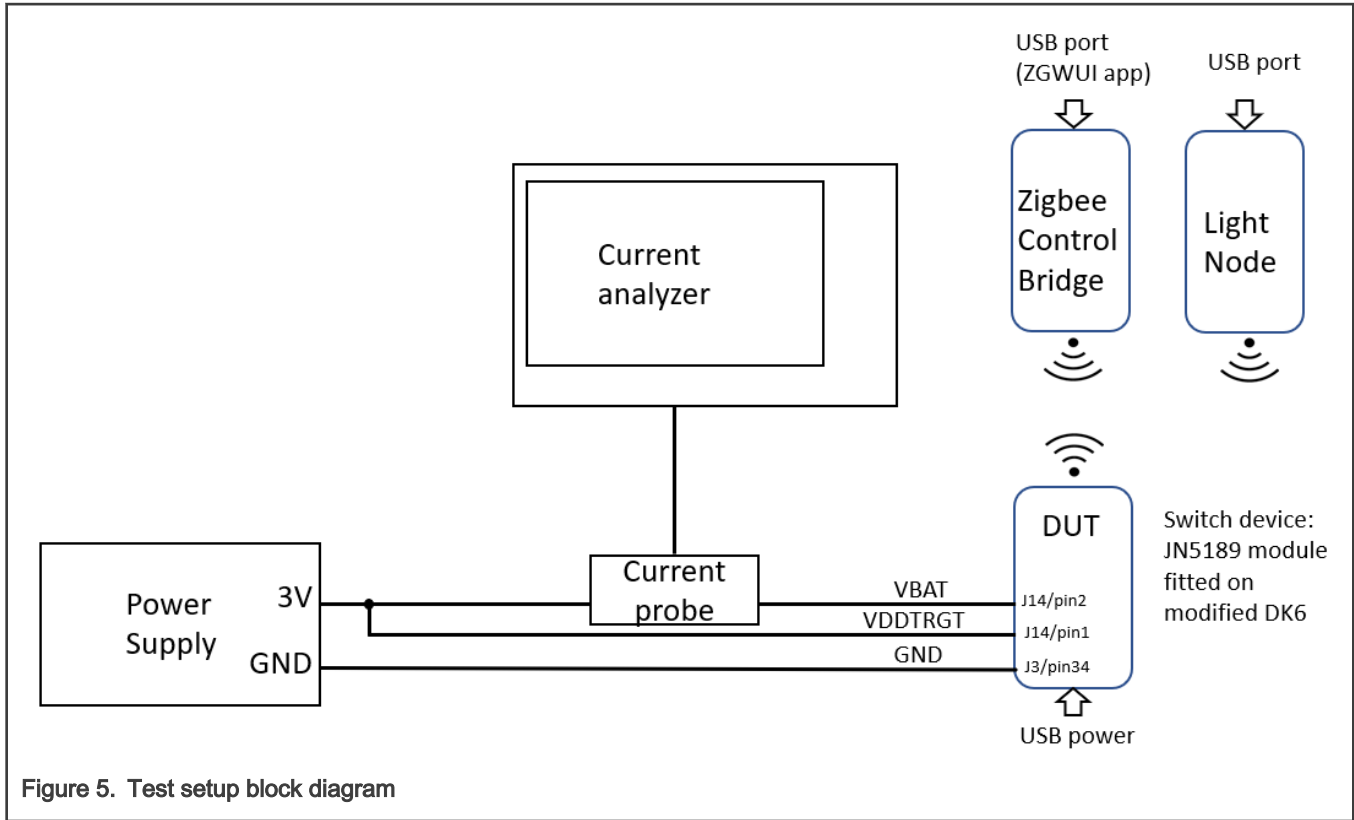 USB port
(ZGWUI app)
USB port
Zigbee
Control
Bridge
Light
Node
Current
analyzer
DUT
Switch device:
JN5189 module
fitted on
modified DK6
Power
Supply
3V
GND
Current
probe
VBAT
VDDTRGT
GND
J14/pin2
J14/pin1
J3/pin34
USB power
Figure 5. Test setup block diagram